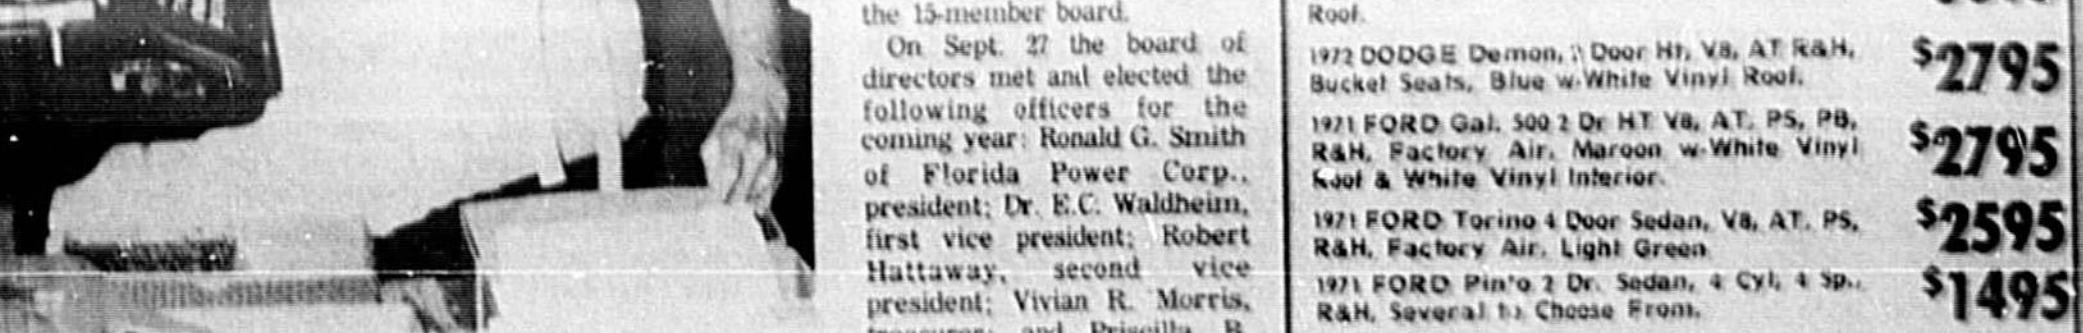 the 15-member board.
On Sept. 27 the board of
directors met and elected the
following officers for the
coming year: Ronald G. Smith
of Florida Power Corp.,
president; Dr. E.C. Waldheim,
first vice president; Robert
Hattaway, second vice
president; Vivian R. Morris,
and Priscilla B.
Roof.
1972 DODGE Demon, Door Ht, V8, AT R&H,
Bucket Seats, Blue w-White Vinyl Roof.
$2795
1971 FORD Gal. 500 2 Dr HT V8, AT, PS, PB,
R&H, Factory Air, Maroon w-White Vinyl
Roof & White Vinyl Interior.
$2795
1971 FORD Torino 4 Door Sedan, V8, AT, PS,
R&H, Factory Air, Light Green
$2595
1971 FORD Pinto 2 Dr. Sedan, 4 Cyl, 4 Sp.,
R&H, Several to Choose From.
$1495